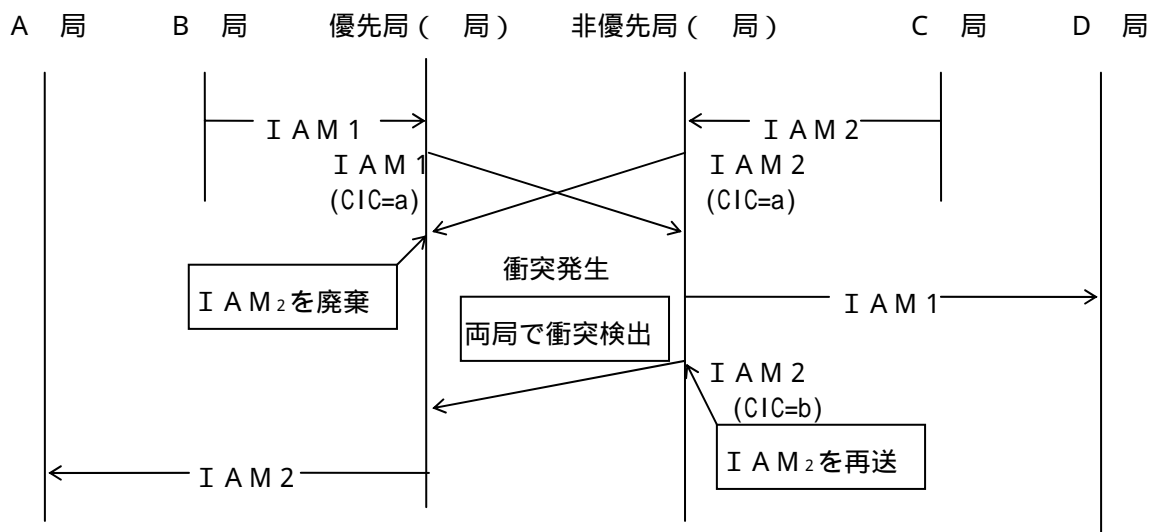 A 局 B 局 優先局( 局) 非優先局( 局) C 局 D 局
IAM1
IAM2
IAM1
(CIC=a)
IAM2
(CIC=a)
衝突発生
IAM2を廃棄
両局で衝突検出
IAM1
IAM2
(CIC=b)
IAM2を再送
IAM2